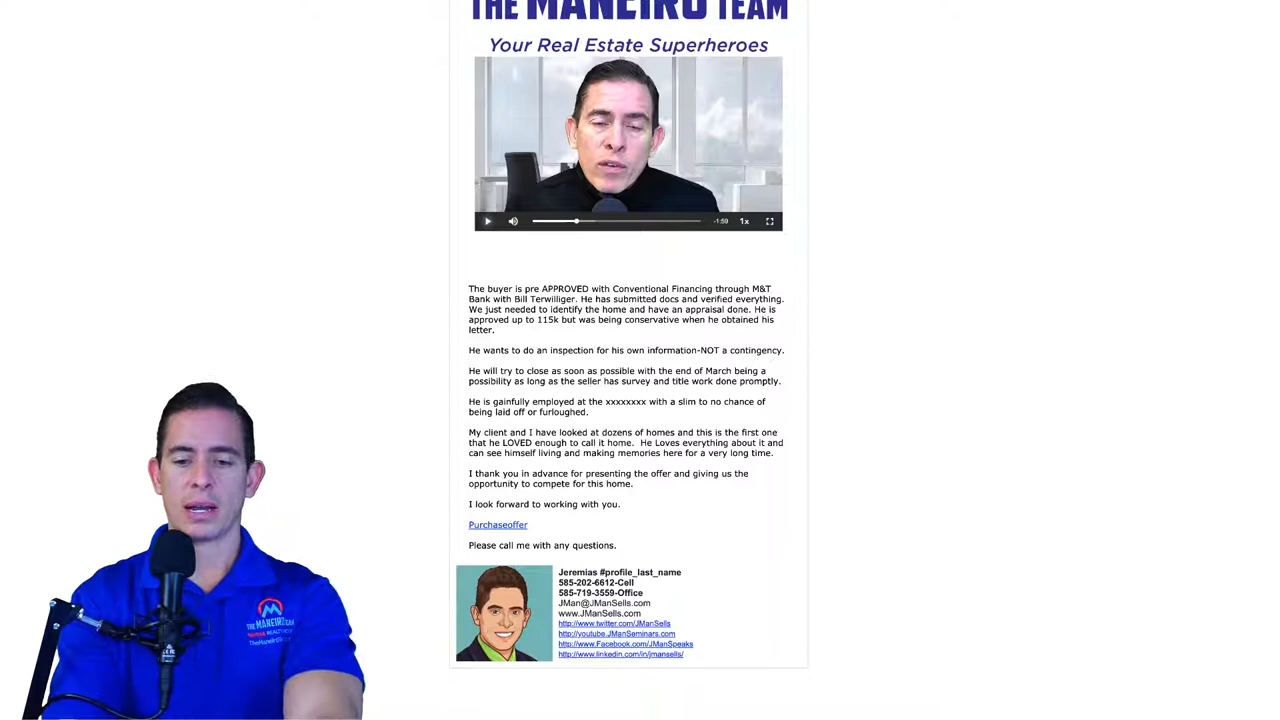 THE MANEIRO TEAM
Your Real Estate Superheroes
-1:59 1x
The buyer is pre APPROVED with Conventional Financing through M&T
Bank with Bill Terwilliger. He has submitted docs and verified everything.
We just needed to identify the home and have an appraisal done. He is
approved up to 115k but was being conservative when he obtained his
letter.
He wants to do an inspection for his own information-NOT a contingency.
He will try to close as soon as possible with the end of March being a
possibility as long as the seller has survey and title work done promptly.
He is gainfully employed at the xxxxxxxx with a slim to no chance of
being laid off or furloughed.
My client and I have looked at dozens of homes and this is the first one
that he LOVED enough to call it home.  He Loves everything about it and
can see himself living and making memories here for a very long time.
I thank you in advance for presenting the offer and giving us the
opportunity to compete for this home.
I look forward to working with you.
Purchaseoffer
Please call me with any questions.
Jeremias #profile_last_name
585-202-6612-Cell
585-719-3559-Office
JMan@JManSells.com
www.JManSells.com
http://www.twitter.com/JManSells
http://youtube.JManSeminars.com
http://www.Facebook.com/JManSpeaks
http://www.linkedin.com/in/jmansells/
THE MANEIRO TEAM